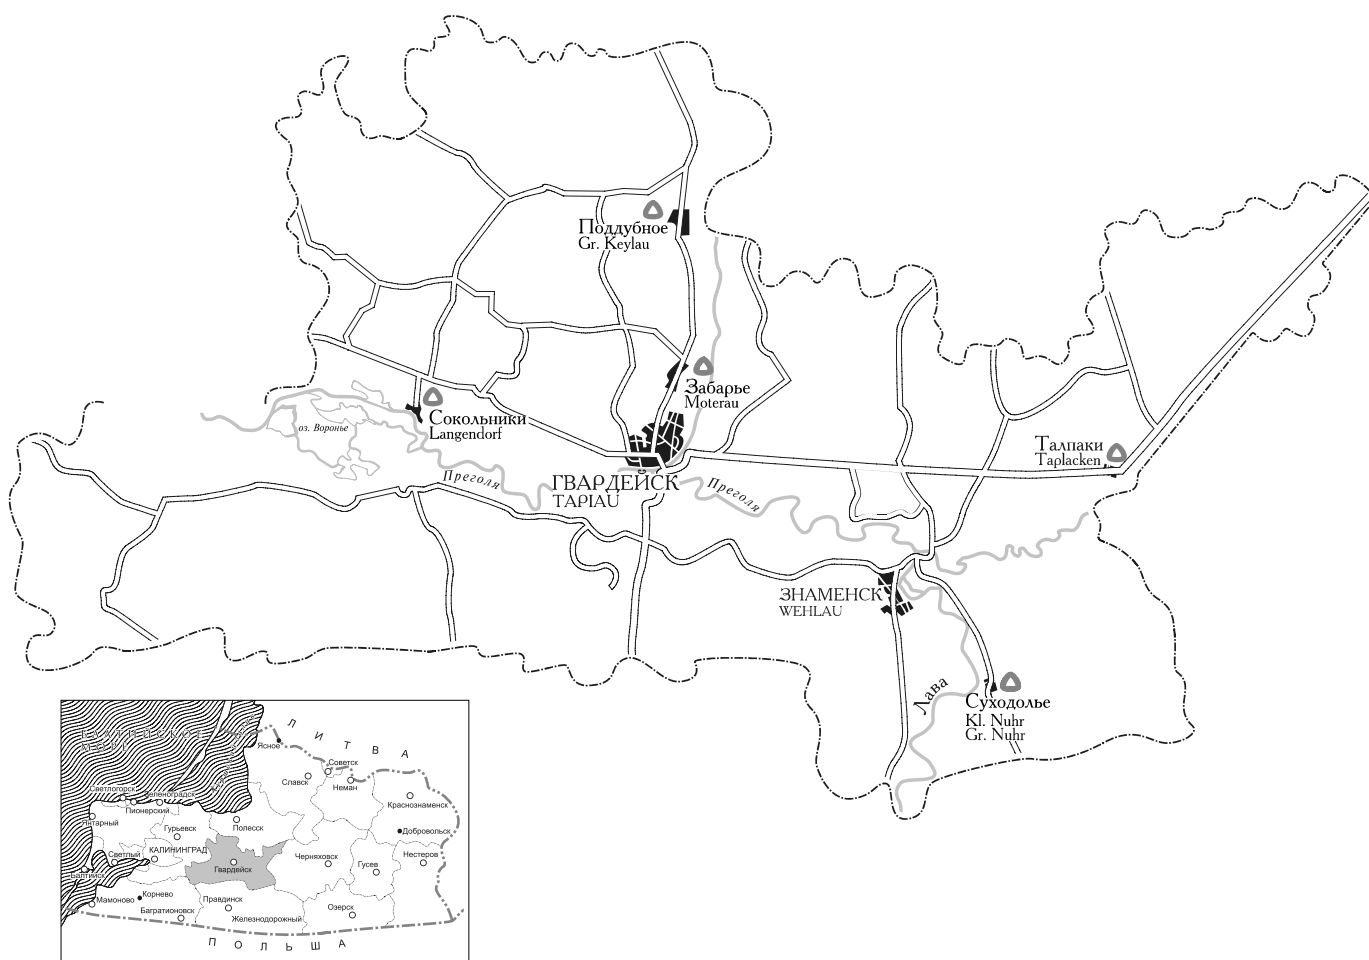 Поддубное
Gr. Keylau
Забарье
Moterau
Сокольники
Langendorf
оз. Воронье
Талпаки
Taplacken
Преголя
ГВАРДЕЙСК
TAPIAU
Преголя
ЗНАМЕНСК
WEHLAU
Лава
Суходолье
Kl. Nuhr
Gr. Nuhr
ЛИТВА
Ясное
Советск
Славск
Неман
Светлогорск
Зеленоградск
Пионерский
Краснознаменск
Янтарный
Гурьевск
Полесск
Добровольск
Светлый
КАЛИНИНГРАД
Черняховск
Гусев
Нестеров
Балтийск
Гвардейск
Мамоново
Корнево
Правдинск
Багратионовск
Железнодорожный
Озерск
ПОЛЬША